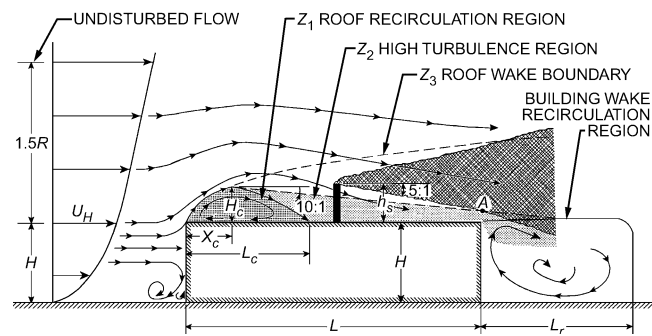 UNDISTURBED FLOW
Z1 ROOF RECIRCULATION REGION
Z2 HIGH TURBULENCE REGION
Z3 ROOF WAKE BOUNDARY
BUILDING WAKE
RECIRCULATION
REGION
1.5R
UH
Hc
10:1
hs
5:1
A
Xc
Lc
H
H
L
Lr